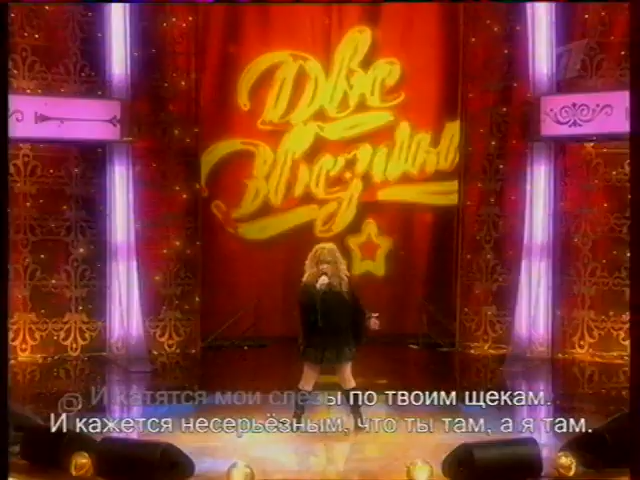 Две
Звезды
И катятся мои слезы по твоим щекам.
И кажется несерьёзным, что ты там, а я там.